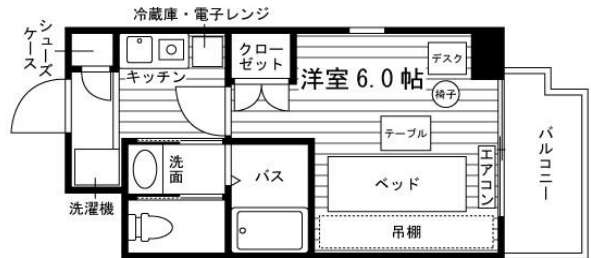 冷蔵庫・電子レンジ
シューズ
ケース
キッチン
クロー
ゼット
洋室 6.0 帖
デスク
椅子
テーブル
エアコン
バルコニー
洗面
バス
ベッド
吊棚
洗濯機